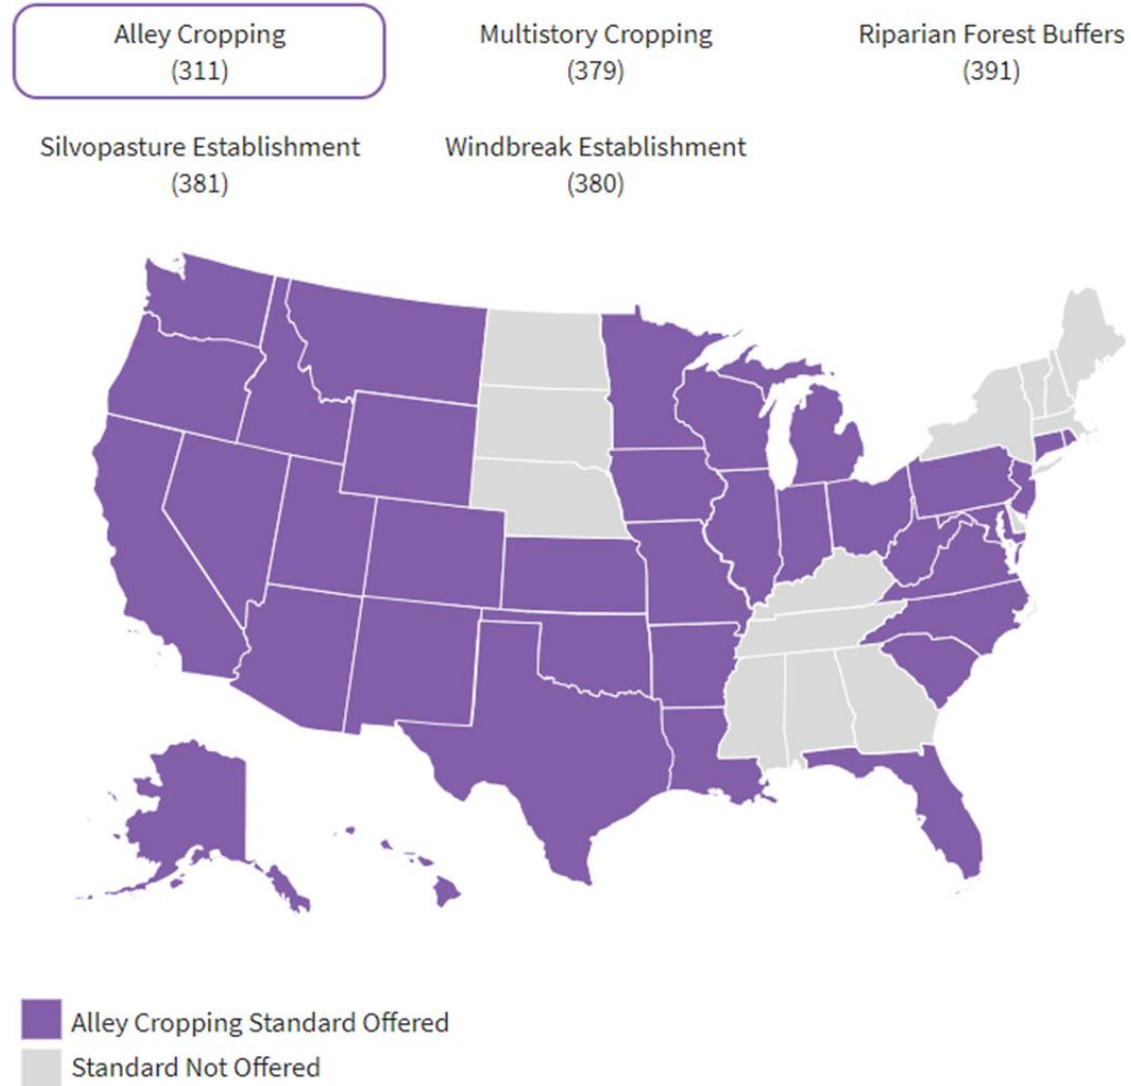 Alley Cropping
(311)
Multistory Cropping
(379)
Riparian Forest Buffers
(391)
Silvopasture Establishment
(381)
Windbreak Establishment
(380)
Alley Cropping Standard Offered
Standard Not Offered